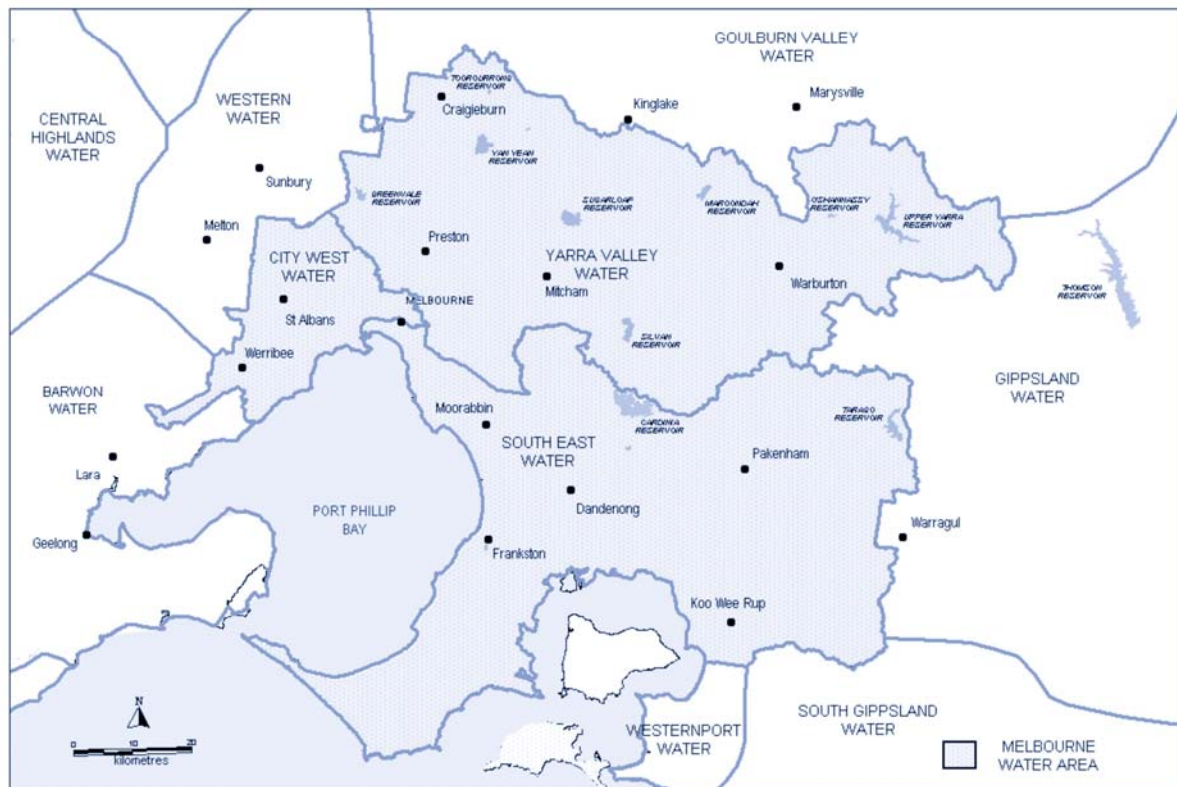 GOULBURN VALLEY
WATER
WESTERN
WATER
CENTRAL
HIGHLANDS
WATER
TOOROURRONG
RESERVOIR
Craigieburn
Kinglake
Marysville
YAN YEAN
RESERVOIR
Sunbury
GREENVALE
RESERVOIR
SUGARLOAF
RESERVOIR
MAROONDAH
RESERVOIR
O'SHANNASSY
RESERVOIR
UPPER YARRA
RESERVOIR
Melton
Preston
CITY WEST
WATER
YARRA VALLEY
WATER
Mitcham
Warburton
THOMSON
RESERVOIR
MELBOURNE
St Albans
SILVAN
RESERVOIR
Werribee
BARWON
WATER
GIPPSLAND
WATER
Moorabbin
CARDINIA
RESERVOIR
TARAGO
RESERVOIR
SOUTH EAST
WATER
Pakenham
Lara
Dandenong
PORT PHILLIP
BAY
Warragul
Geelong
Frankston
Koo Wee Rup
N
0 10 20
kilometres
WESTERNPORT
WATER
SOUTH GIPPSLAND
WATER
MELBOURNE
WATER AREA